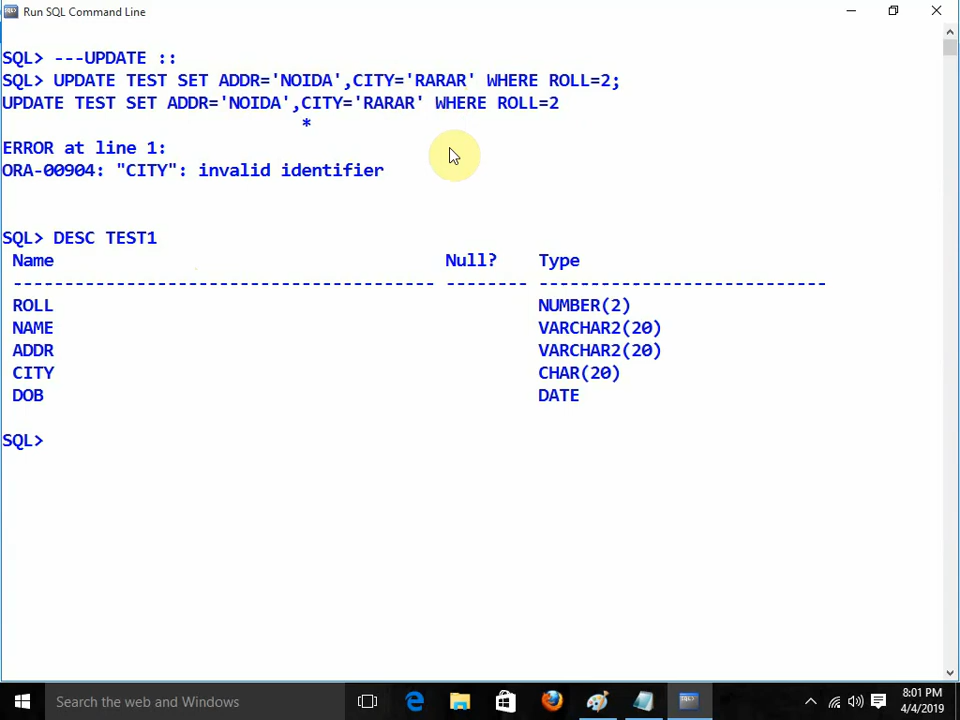 Run SQL Command Line
SQL> ---UPDATE ::
SQL> UPDATE TEST SET ADDR='NOIDA',CITY='RARAR' WHERE ROLL=2;
UPDATE TEST SET ADDR='NOIDA',CITY='RARAR' WHERE ROLL=2
*
ERROR at line 1:
ORA-00904: "CITY": invalid identifier
SQL> DESC TEST1
Name Null? Type
----------------------------------------- -------- ----------------------------
ROLL NUMBER(2)
NAME VARCHAR2(20)
ADDR VARCHAR2(20)
CITY CHAR(20)
DOB DATE
SQL>
Search the web and Windows
8:01 PM
4/4/2019